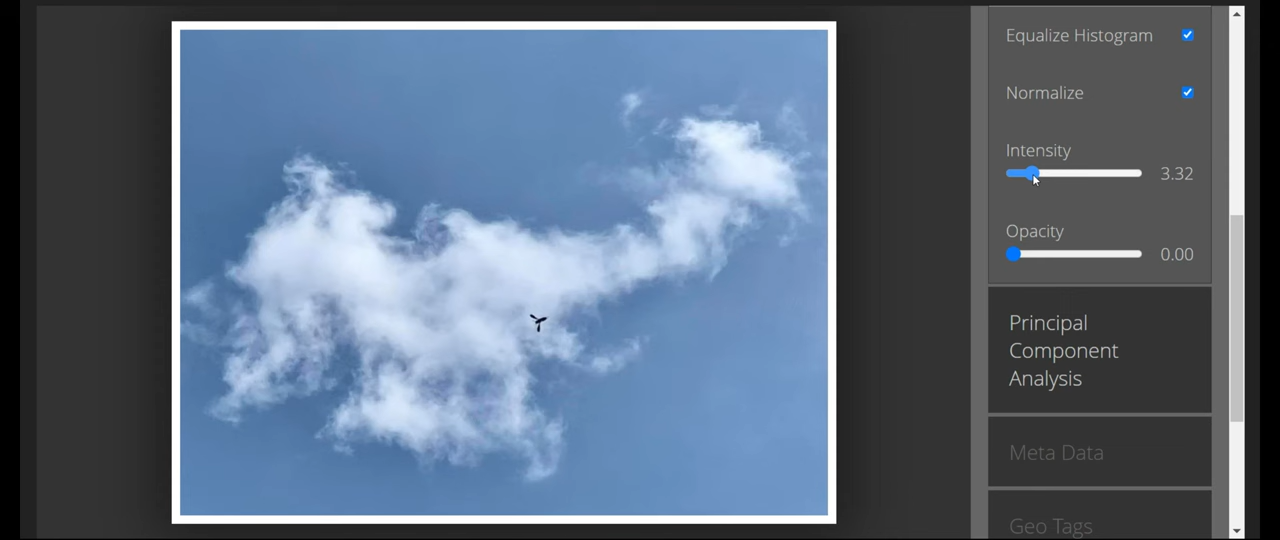 Equalize Histogram
Normalize
Intensity
3.32
Opacity
0.00
Principal
Component
Analysis
Meta Data
Geo Tags